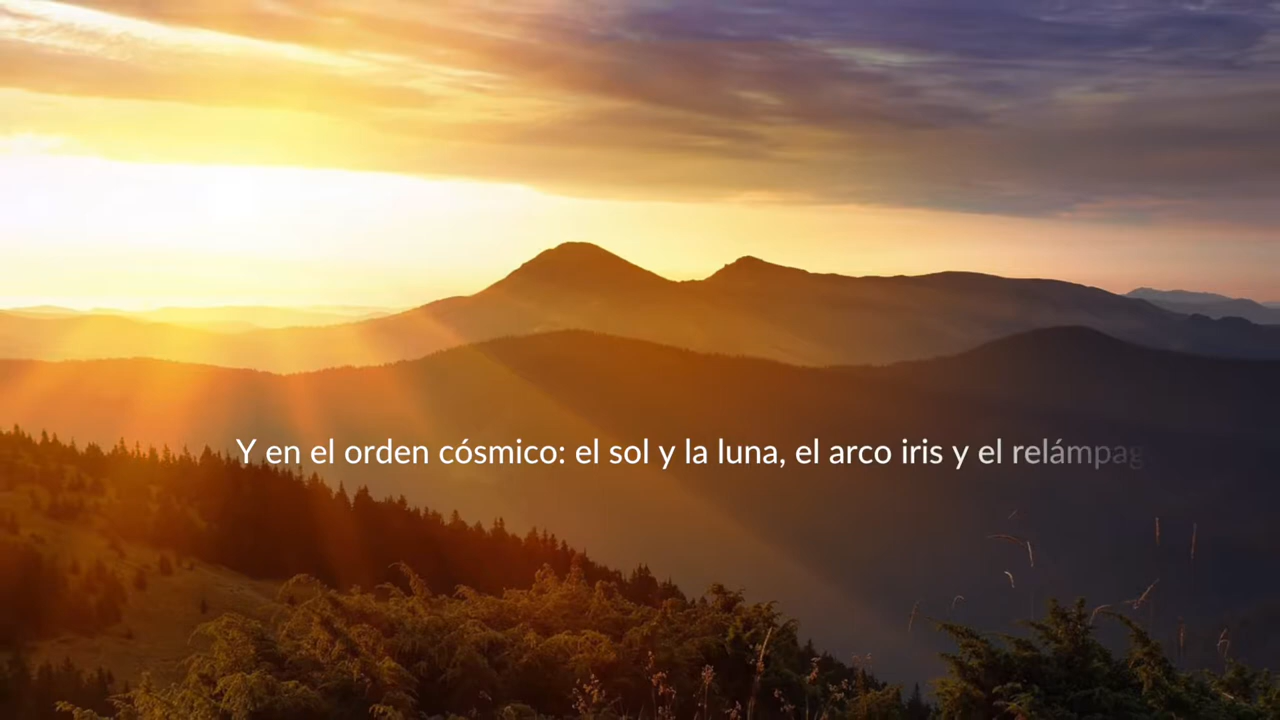 Y en el orden cósmico: el sol y la luna, el arco iris y el relámpag